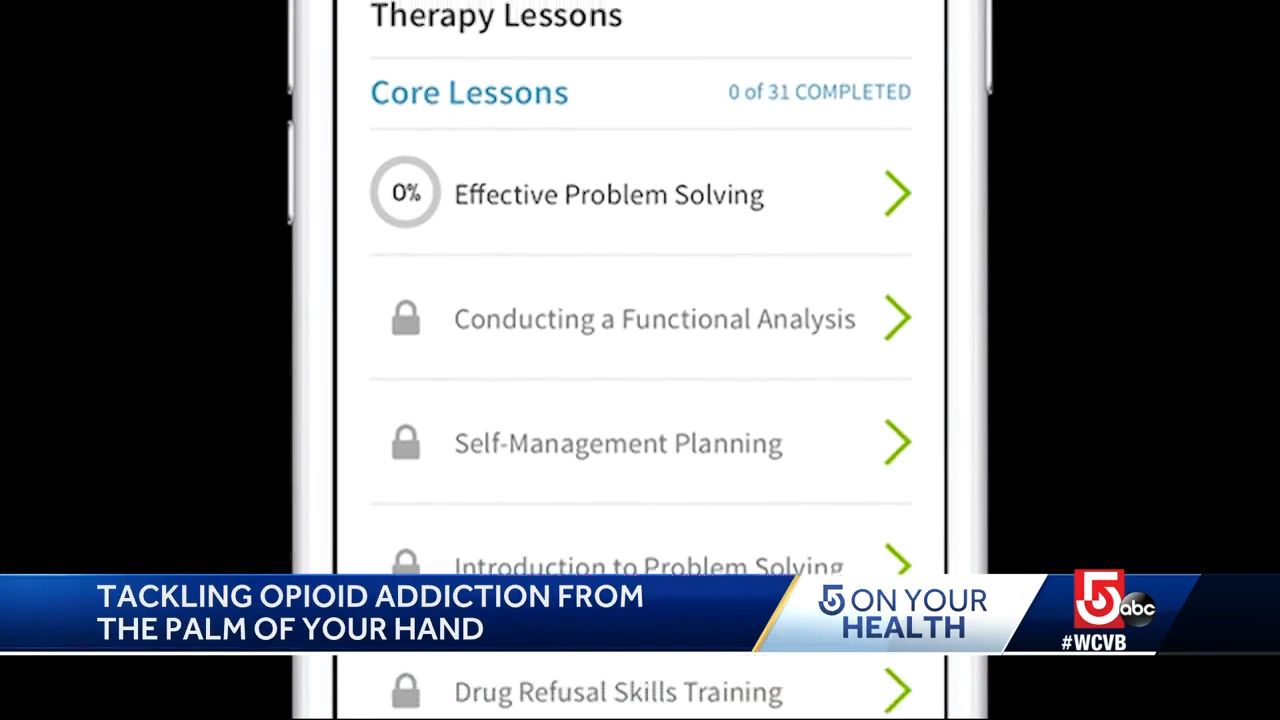 Therapy Lessons
Core Lessons
0 of 31 COMPLETED
0%
Effective Problem Solving
Conducting a Functional Analysis
Self-Management Planning
Introduction to Problem Solving
TACKLING OPIOID ADDICTION FROM
THE PALM OF YOUR HAND
5 ON YOUR
HEALTH
5 abc
#WCVB
Drug Refusal Skills Training